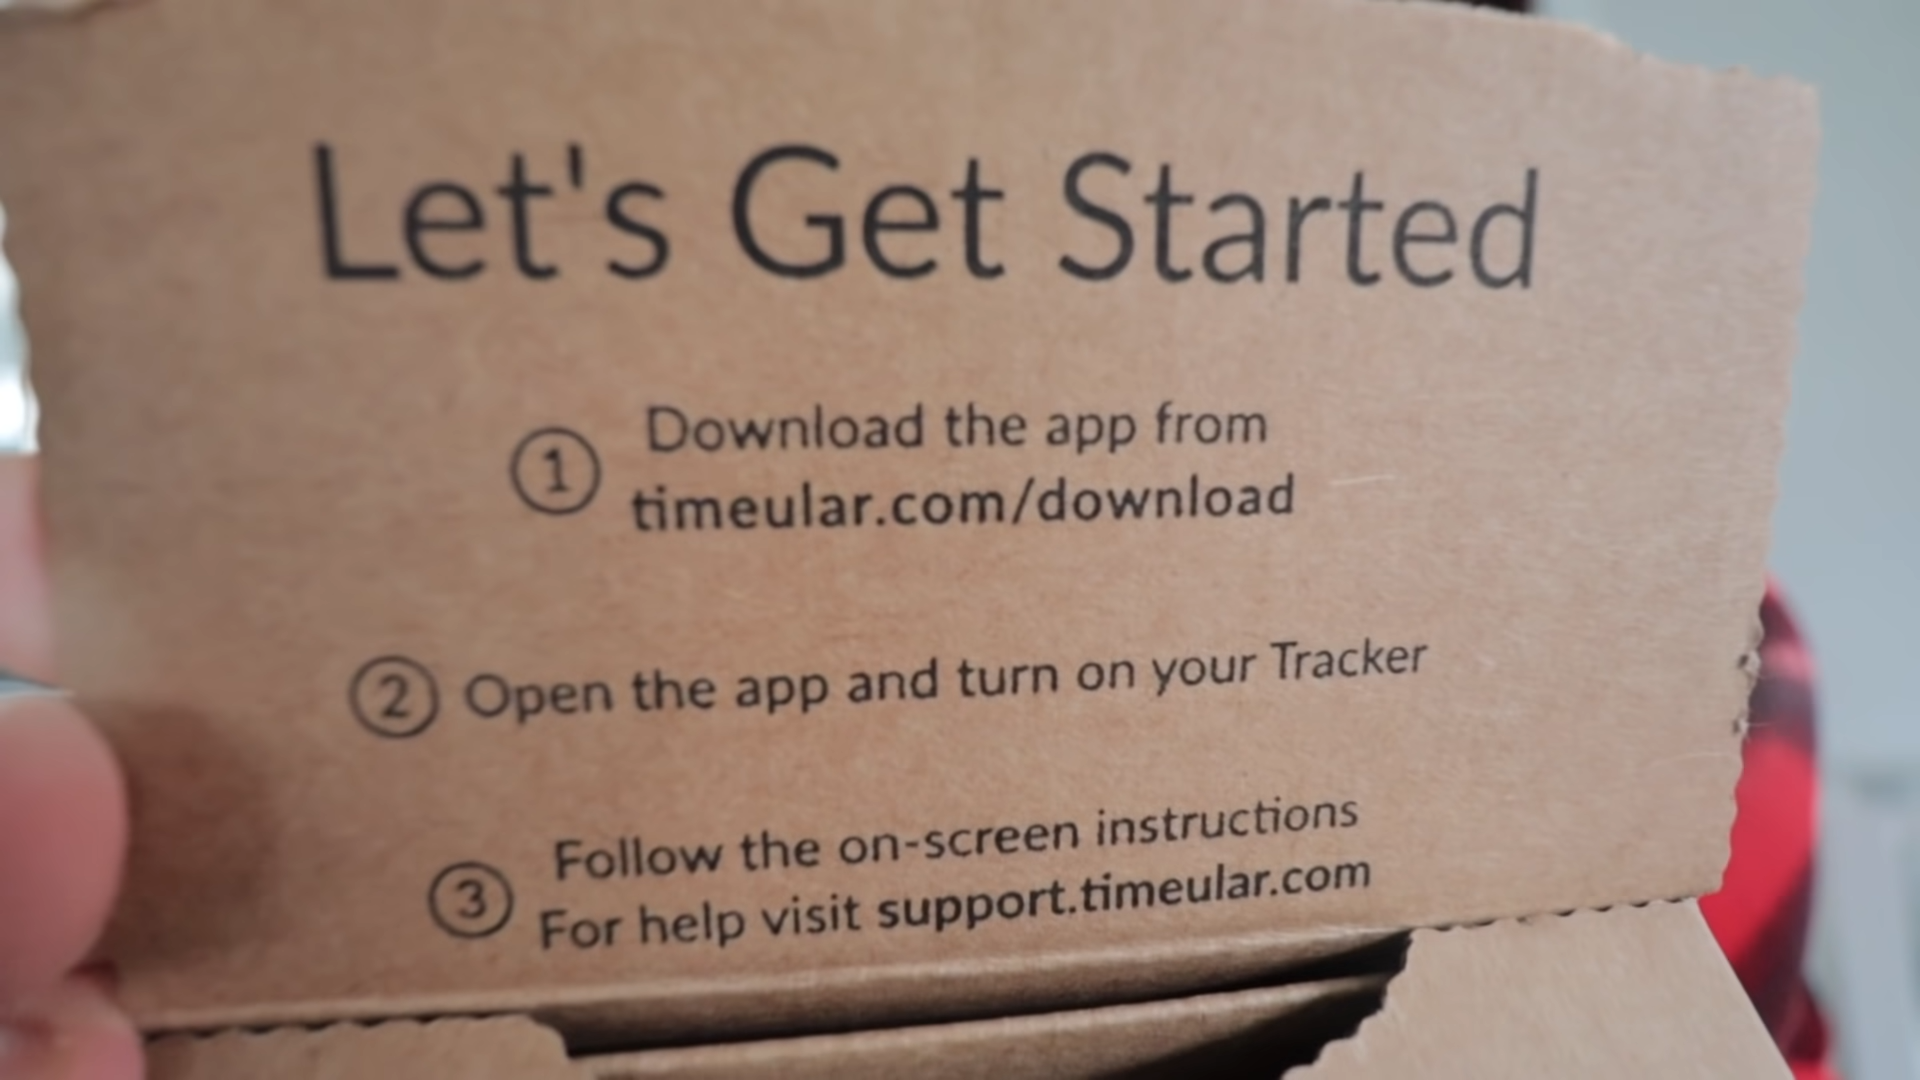 Let's Get Started
① Download the app from
timeular.com/download
② Open the app and turn on your Tracker
③ Follow the on-screen instructions
For help visit support.timeular.com